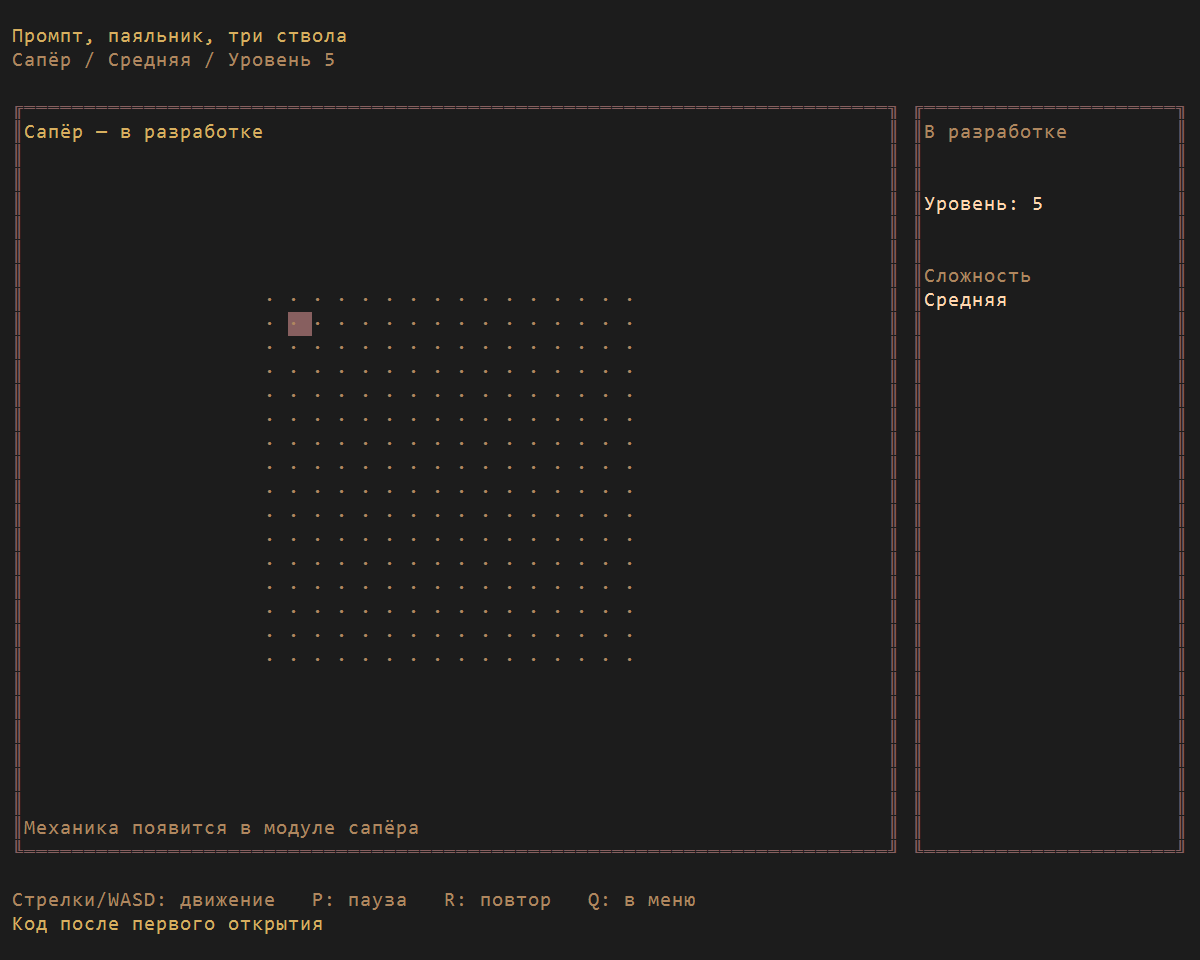 Промпт, паяльник, три ствола
Сапёр / Средняя / Уровень 5
Сапёр — в разработке
Механика появится в модуле сапёра
В разработке
Уровень: 5
Сложность
Средняя
Стрелки/WASD: движение   P: пауза   R: повтор   Q: в меню
Код после первого открытия